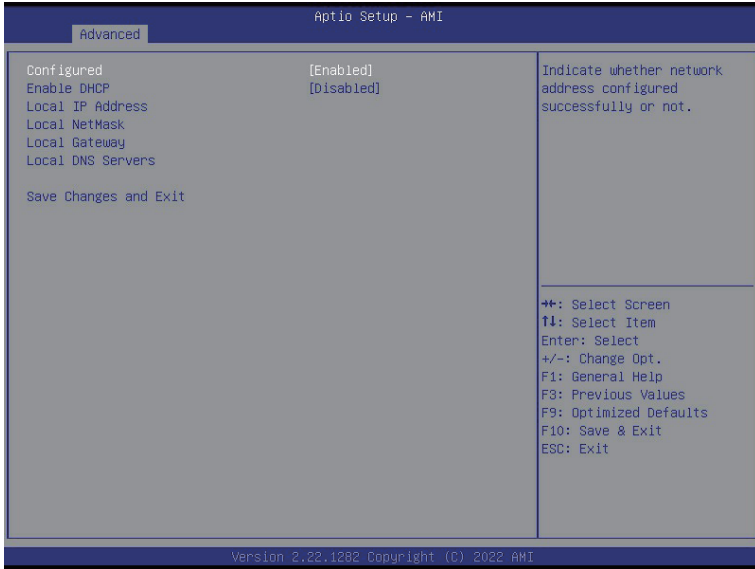 Aptio Setup – AMI
Advanced
Configured [Enabled]
Enable DHCP [Disabled]
Local IP Address
Local NetMask
Local Gateway
Local DNS Servers
Save Changes and Exit
Indicate whether network
address configured
successfully or not.
→←: Select Screen
↑↓: Select Item
Enter: Select
+/-: Change Opt.
F1: General Help
F3: Previous Values
F9: Optimized Defaults
F10: Save & Exit
ESC: Exit
Version 2.22.1282 Copyright (C) 2022 AMI